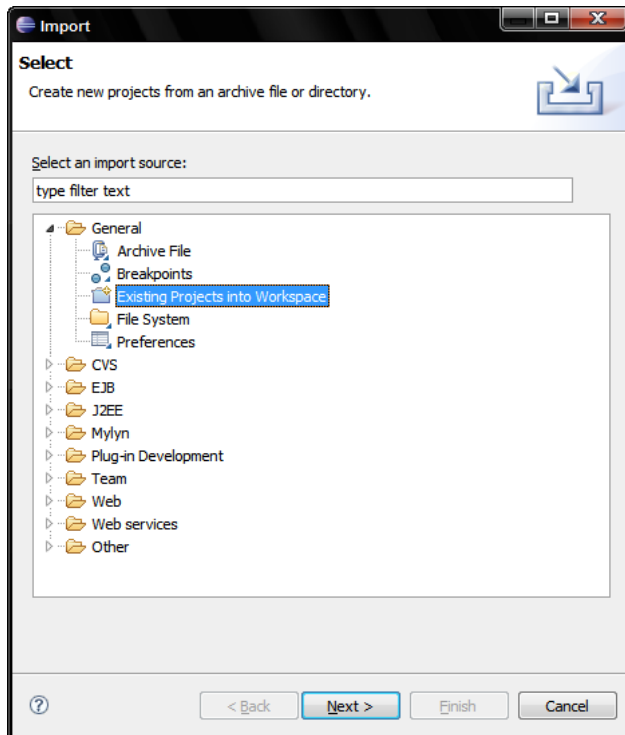 Import
Select
Create new projects from an archive file or directory.
Select an import source:
type filter text
General
Archive File
Breakpoints
Existing Projects into Workspace
File System
Preferences
CVS
EJB
J2EE
Mylyn
Plug-in Development
Team
Web
Web services
Other
? < Back Next > Finish Cancel